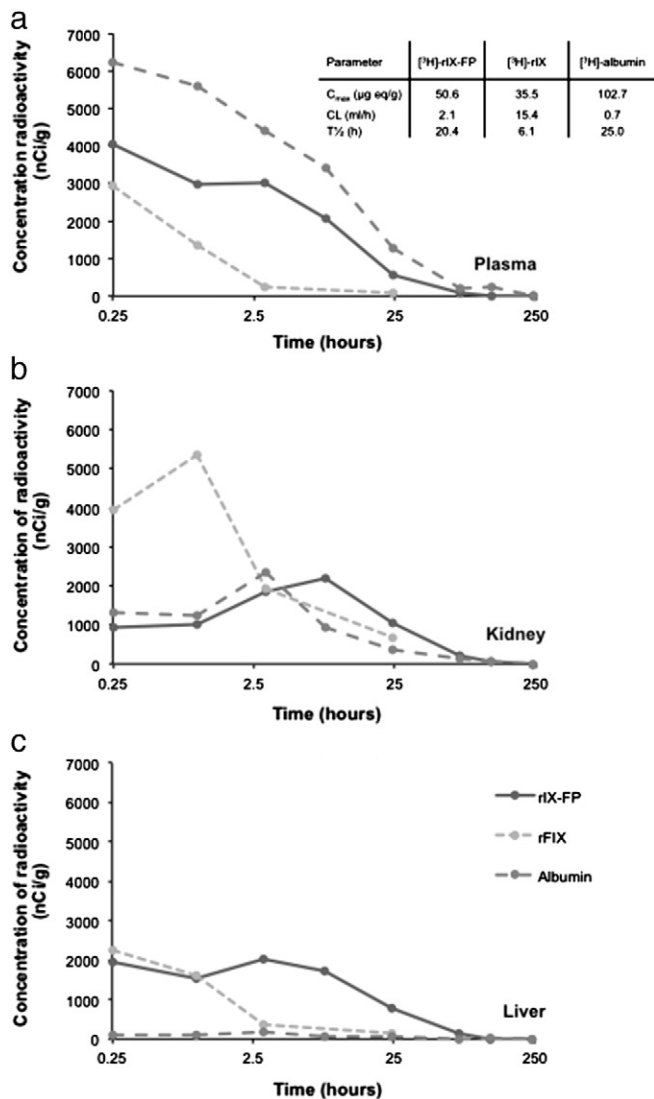 a
Concentration radioactivity
(nCi/g)
7000
6000
5000
4000
3000
2000
1000
0
Parameter [³H]-rIX-FP [³H]-rIX [³H]-albumin
Cmax (µg eq/g) 50.6 35.5 102.7
CL (ml/h) 2.1 15.4 0.7
T½ (h) 20.4 6.1 25.0
Plasma
0.25 2.5 25 250
Time (hours)
b
Concentration of radioactivity
(nCi/g)
7000
6000
5000
4000
3000
2000
1000
0
Kidney
0.25 2.5 25 250
Time (hours)
c
Concentration of radioactivity
(nCi/g)
7000
6000
5000
4000
3000
2000
1000
0
rIX-FP
rFIX
Albumin
Liver
0.25 2.5 25 250
Time (hours)